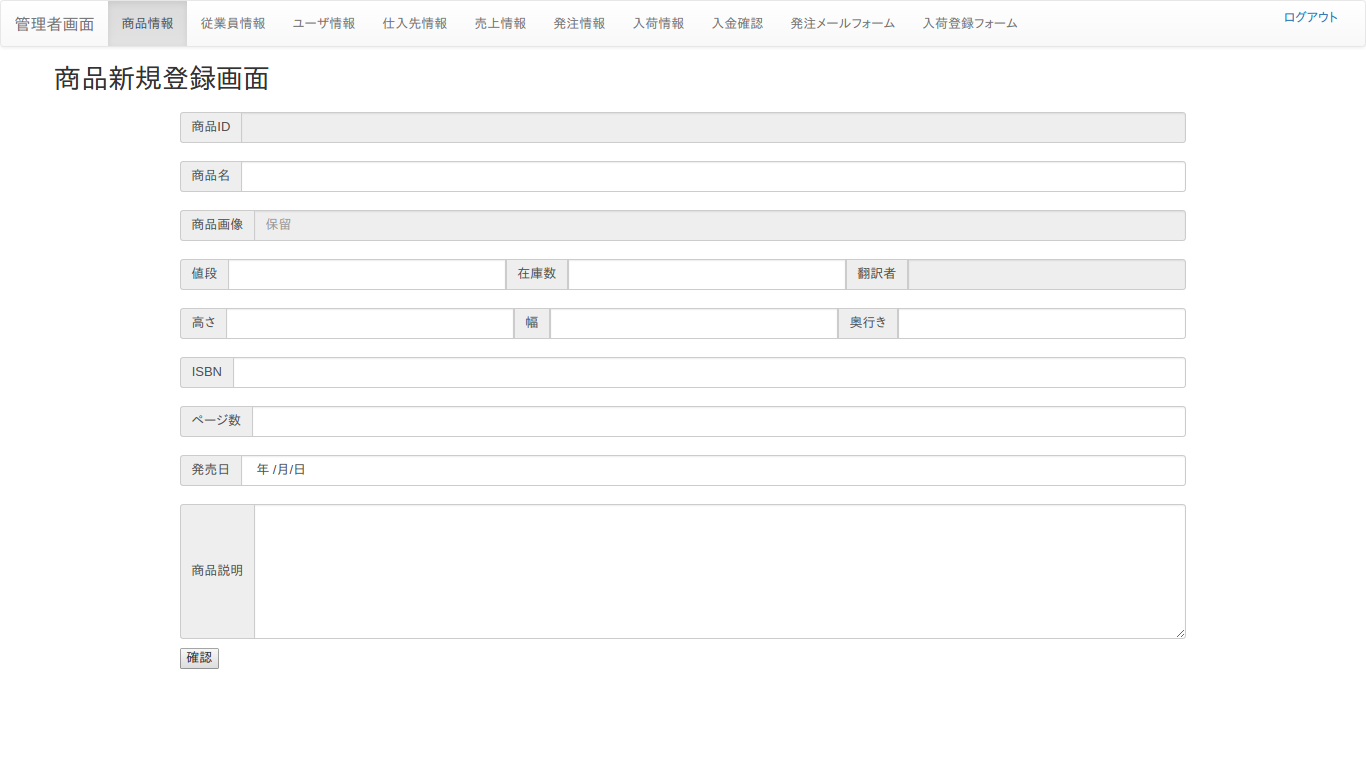 管理者画面 商品情報 従業員情報 ユーザ情報 仕入先情報 売上情報 発注情報 入荷情報 入金確認 発注メールフォーム 入荷登録フォーム ログアウト
商品新規登録画面
商品ID
商品名
商品画像 保留
値段 在庫数 翻訳者
高さ 幅 奥行き
ISBN
ページ数
発売日 年 /月/日
商品説明
確認